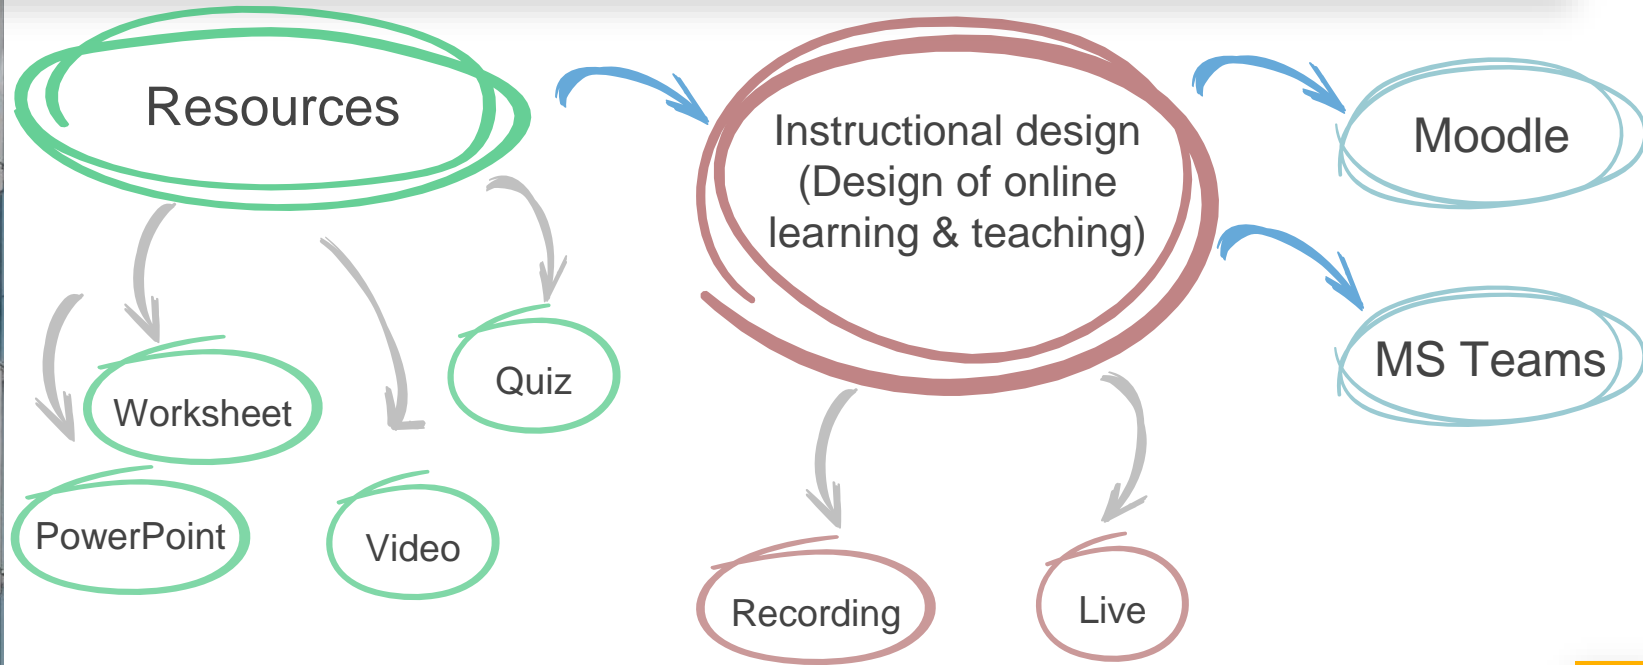 Resources
Instructional design
(Design of online
learning & teaching)
Moodle
MS Teams
Quiz
Worksheet
PowerPoint
Video
Recording
Live